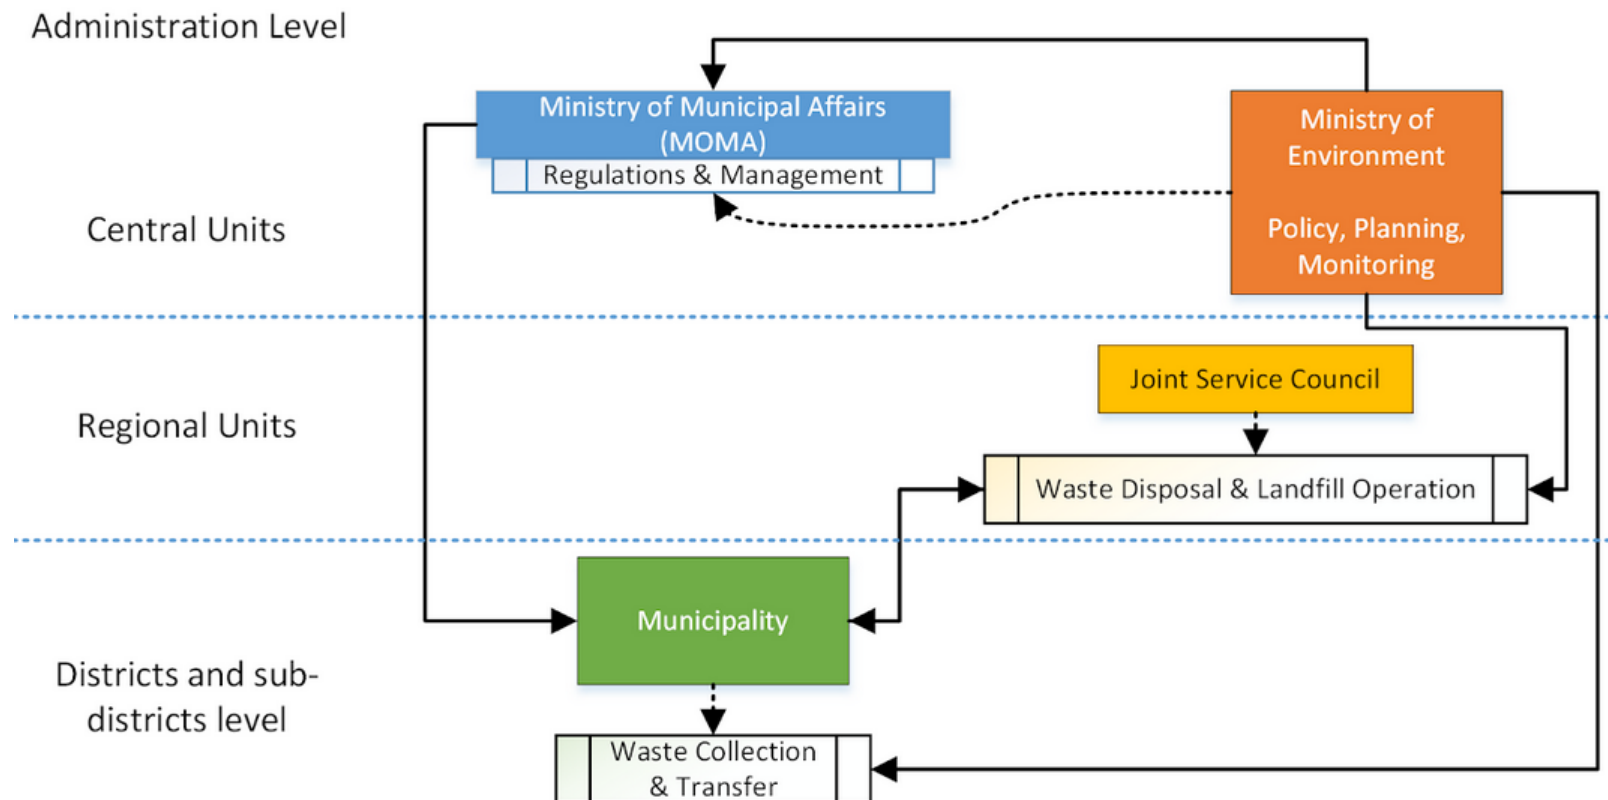 Administration Level
Ministry of Municipal Affairs
(MOMA)
Regulations & Management
Ministry of
Environment
Policy, Planning,
Monitoring
Central Units
Joint Service Council
Regional Units
Waste Disposal & Landfill Operation
Municipality
Districts and sub-
districts level
Waste Collection
& Transfer